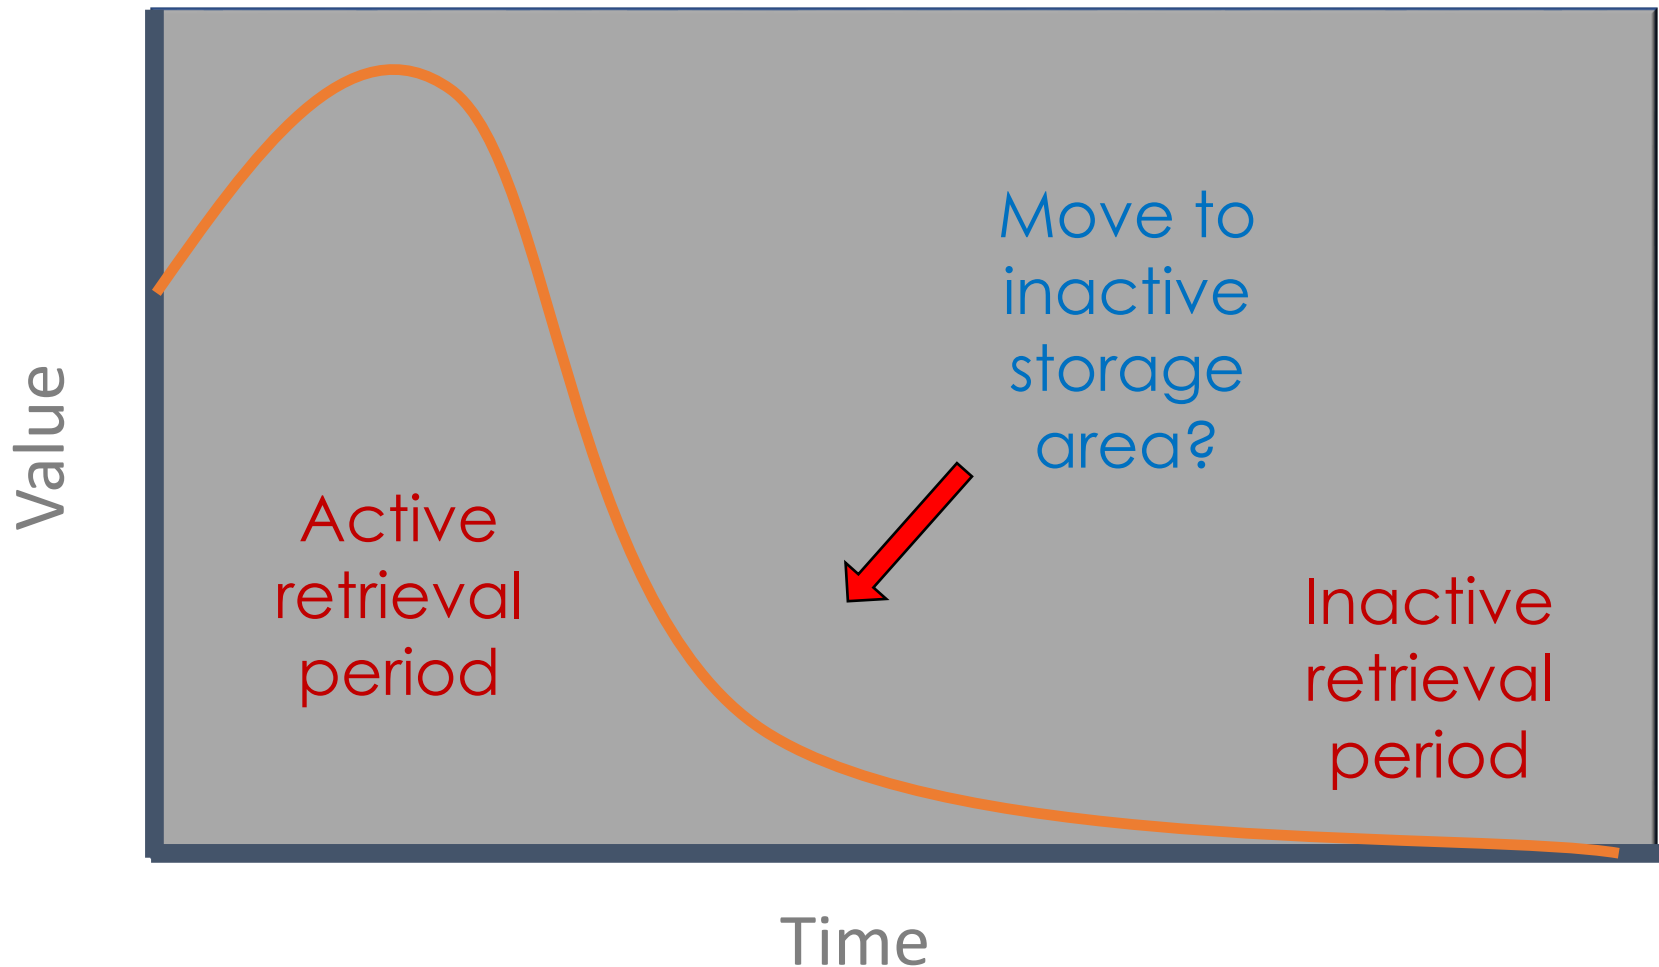 Value
Active
retrieval
period
Move to
inactive
storage
area?
Inactive
retrieval
period
Time